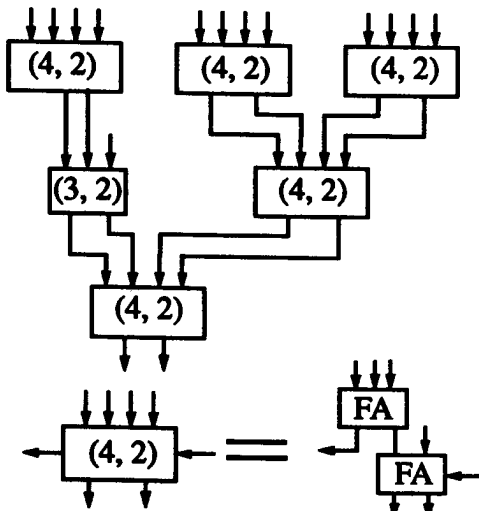 (4, 2) (4, 2) (4, 2)
(3, 2) (4, 2)
(4, 2)
(4, 2) = FA
FA